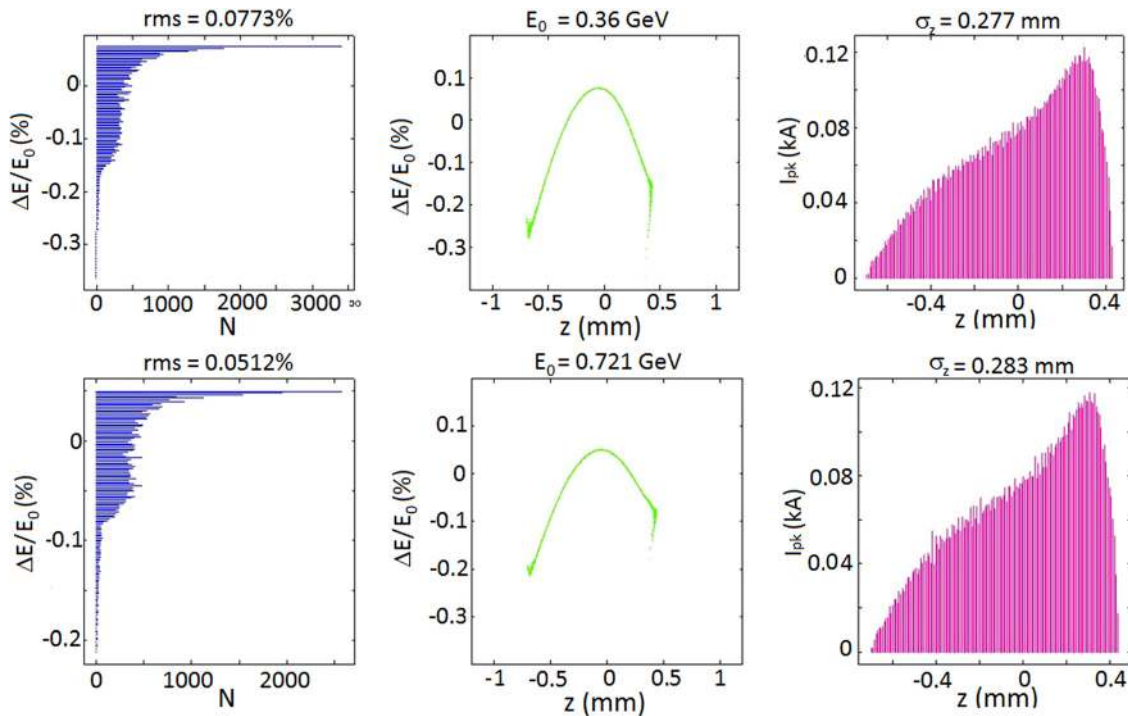 rms = 0.0773%
E₀ = 0.36 GeV
σz = 0.277 mm
ΔE/E₀ (%)
0
-0.1
-0.2
-0.3
0 1000 2000 3000
N
ΔE/E₀ (%)
0.1
0
-0.1
-0.2
-0.3
-1 -0.5 0 0.5 1
z (mm)
Ipk (kA)
0.12
0.08
0.04
0
-0.4 0 0.4
z (mm)
rms = 0.0512%
E₀ = 0.721 GeV
σz = 0.283 mm
ΔE/E₀ (%)
0
-0.1
-0.2
0 1000 2000
N
ΔE/E₀ (%)
0.1
0
-0.1
-0.2
-0.3
-1 -0.5 0 0.5 1
z (mm)
Ipk (kA)
0.12
0.08
0.04
0
-0.4 0 0.4
z (mm)